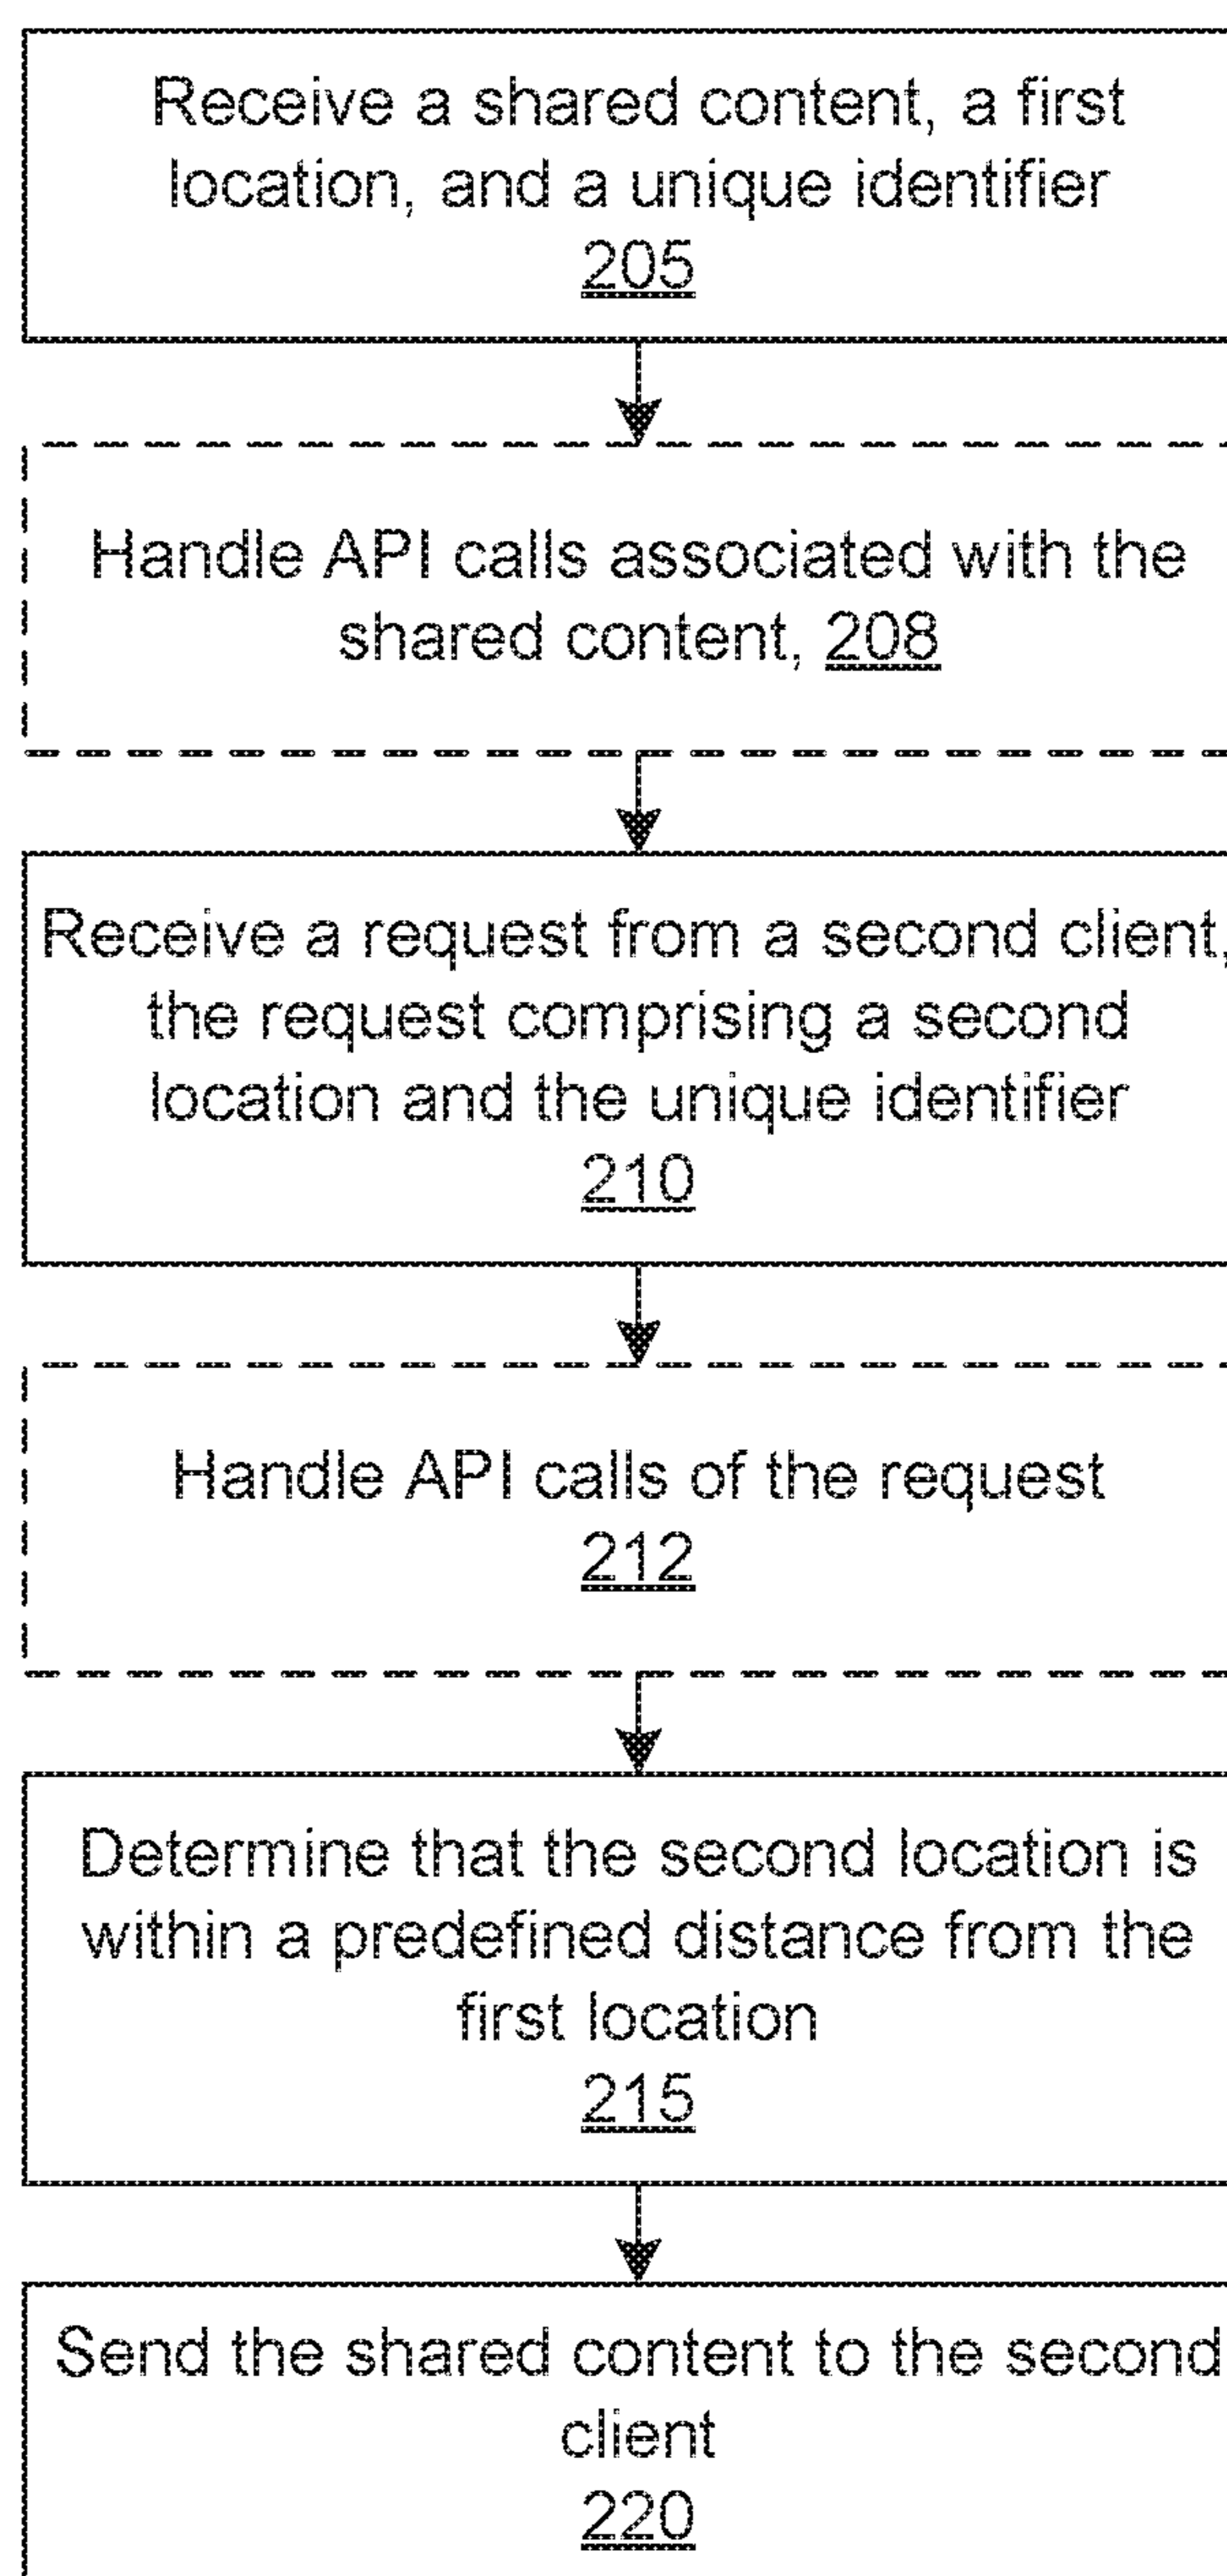 Receive a shared content, a first
location, and a unique identifier
205
Handle API calls associated with the
shared content, 208
Receive a request from a second client,
the request comprising a second
location and the unique identifier
210
Handle API calls of the request
212
Determine that the second location is
within a predefined distance from the
first location
215
Send the shared content to the second
client
220